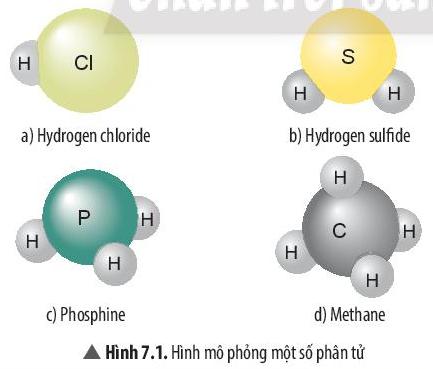 H Cl
S
H H
a) Hydrogen chloride b) Hydrogen sulfide
P H
H
H
H
C H
H
H
c) Phosphine d) Methane
▲ Hình 7.1. Hình mô phỏng một số phân tử